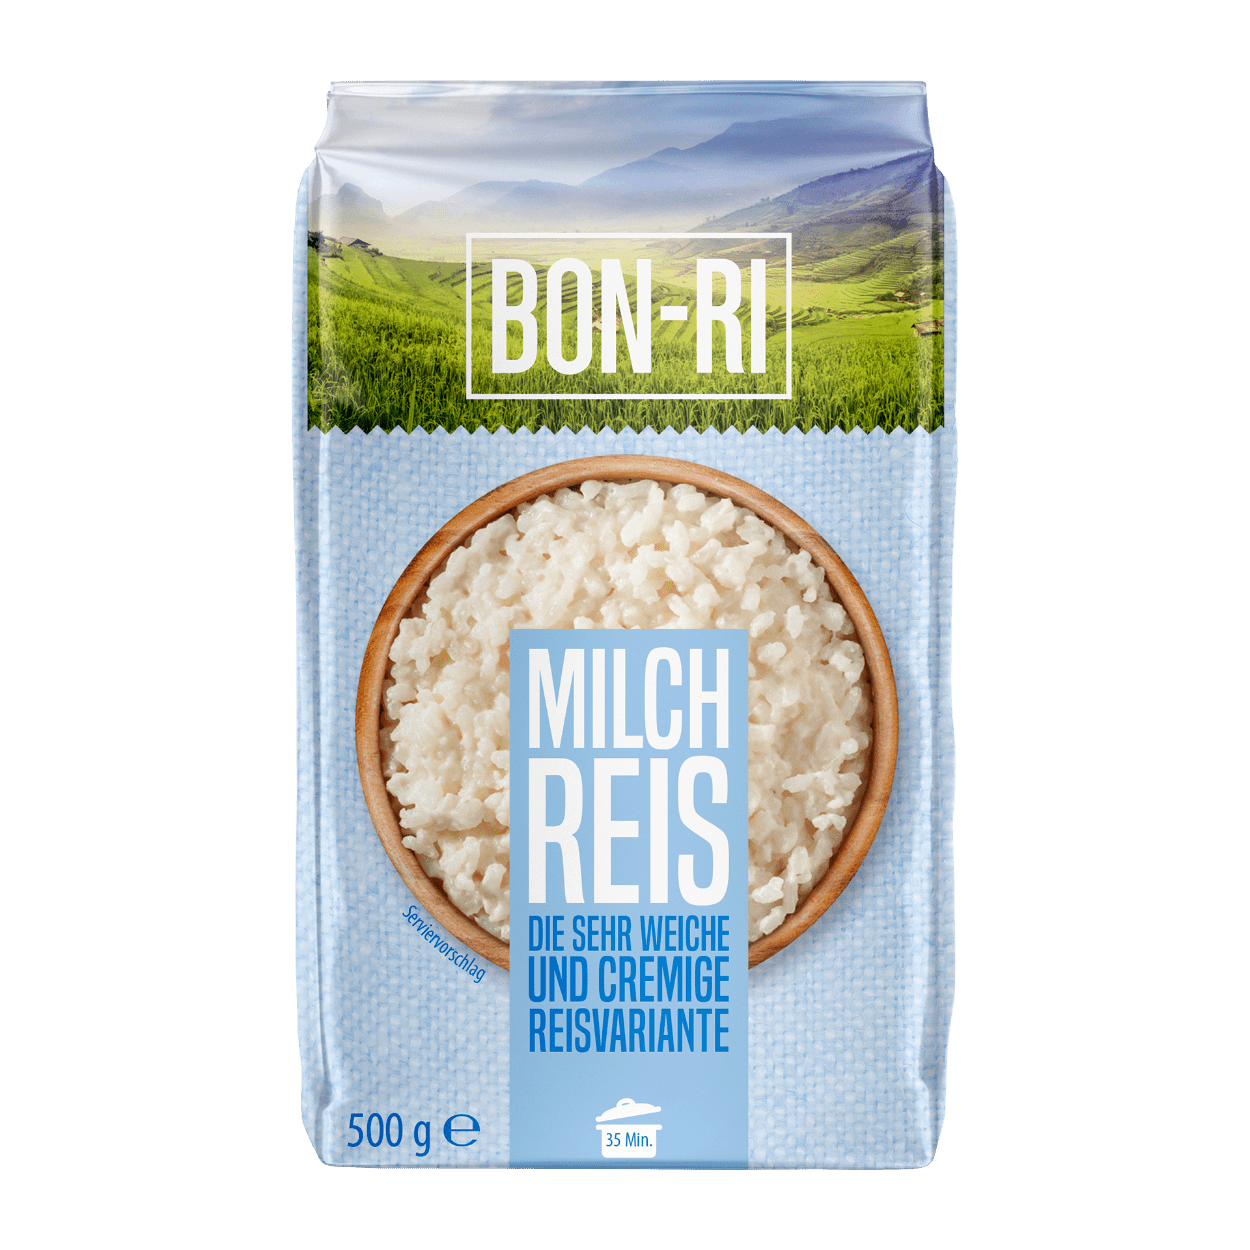 BON-RI
MILCH
REIS
DIE SEHR WEICHE
UND CREMIGE
REISVARIANTE
Serviervorschlag
500 g ℮
35 Min.